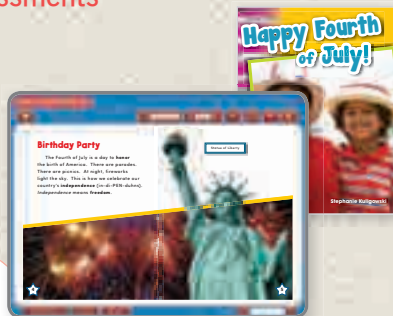 ssments
Happy Fourth
of July!
Stephanie Kuligowski
Birthday Party
The Fourth of July is a day to honor
the birth of America. There are parades.
There are picnics. At night, fireworks
light the sky. This is how we celebrate our
country's independence (in-di-PEN-duhns).
Independence means freedom.
Statue of Liberty